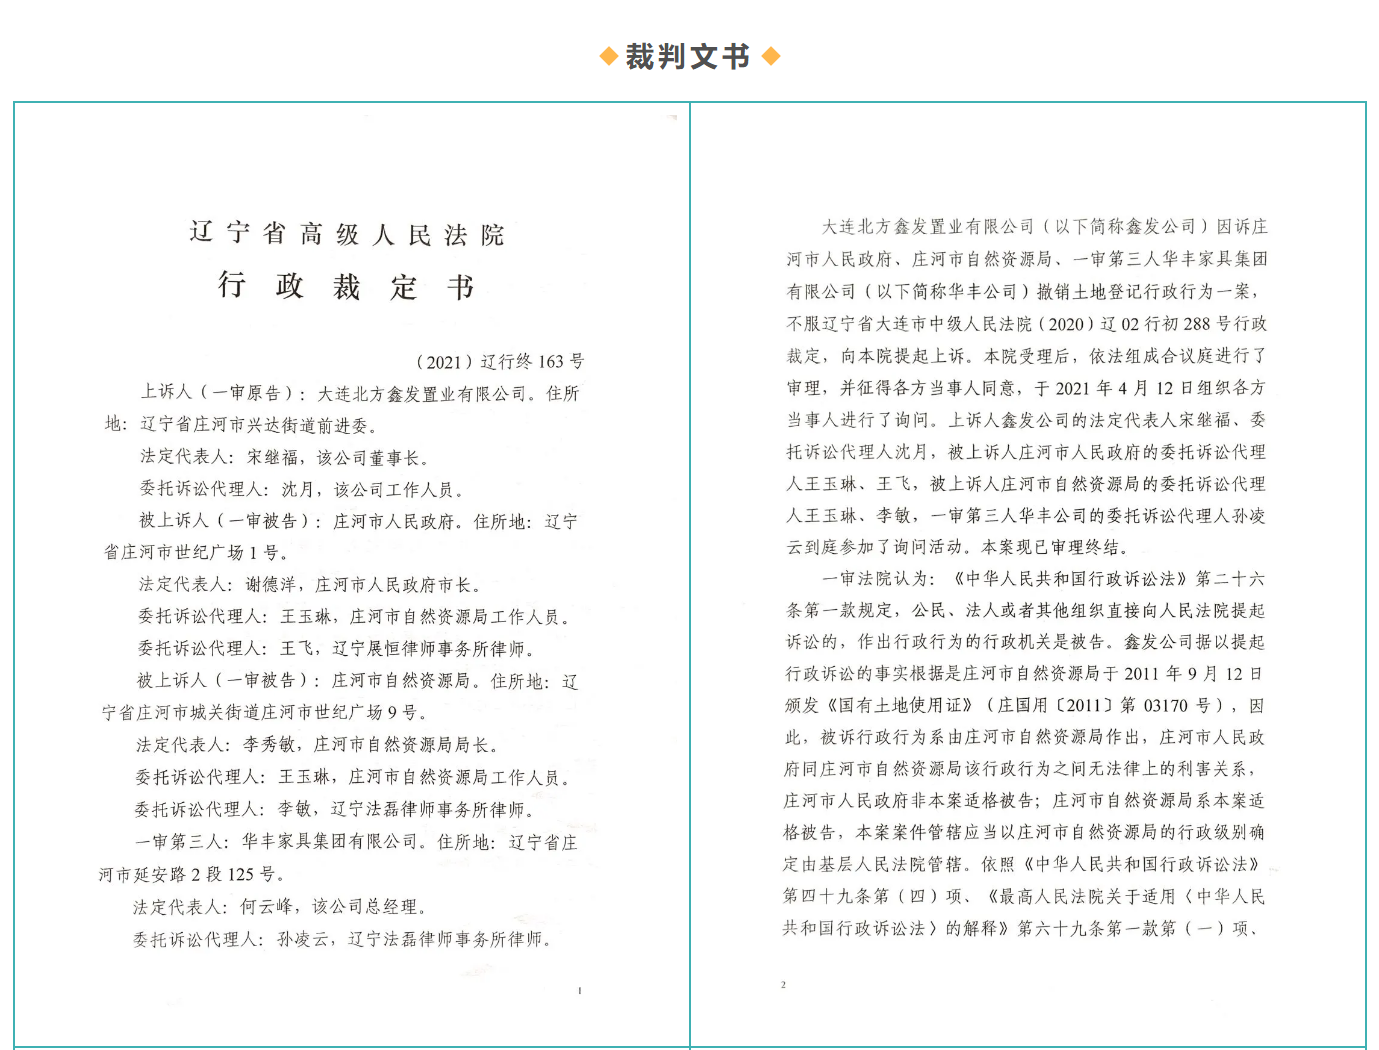 裁判文书
辽宁省高级人民法院
行政裁定书
（2021）辽行终 163 号
上诉人（一审原告）：大连北方鑫发置业有限公司。住所
地：辽宁省庄河市兴达街道前进委。
法定代表人：宋继福，该公司董事长。
委托诉讼代理人：沈月，该公司工作人员。
被上诉人（一审被告）：庄河市人民政府。住所地：辽宁
省庄河市世纪广场 1 号。
法定代表人：谢德洋，庄河市人民政府市长。
委托诉讼代理人：王玉琳，庄河市自然资源局工作人员。
委托诉讼代理人：王飞，辽宁展恒律师事务所律师。
被上诉人（一审被告）：庄河市自然资源局。住所地：辽
宁省庄河市城关街道庄河市世纪广场 9 号。
法定代表人：李秀敏，庄河市自然资源局局长。
委托诉讼代理人：王玉琳，庄河市自然资源局工作人员。
委托诉讼代理人：李敏，辽宁法磊律师事务所律师。
一审第三人：华丰家具集团有限公司。住所地：辽宁省庄
河市延安路 2 段 125 号。
法定代表人：何云峰，该公司总经理。
委托诉讼代理人：孙凌云，辽宁法磊律师事务所律师。
1
大连北方鑫发置业有限公司（以下简称鑫发公司）因诉庄
河市人民政府、庄河市自然资源局、一审第三人华丰家具集团
有限公司（以下简称华丰公司）撤销土地登记行政行为一案，
不服辽宁省大连市中级人民法院（2020）辽 02 行初 288 号行政
裁定，向本院提起上诉。本院受理后，依法组成合议庭进行了
审理，并征得各方当事人同意，于 2021 年 4 月 12 日组织各方
当事人进行了询问。上诉人鑫发公司的法定代表人宋继福、委
托诉讼代理人沈月，被上诉人庄河市人民政府的委托诉讼代理
人王玉琳、王飞，被上诉人庄河市自然资源局的委托诉讼代理
人王玉琳、李敏，一审第三人华丰公司的委托诉讼代理人孙凌
云到庭参加了询问活动。本案现已审理终结。
一审法院认为：《中华人民共和国行政诉讼法》第二十六
条第一款规定，公民、法人或者其他组织直接向人民法院提起
诉讼的，作出行政行为的行政机关是被告。鑫发公司据以提起
行政诉讼的事实根据是庄河市自然资源局于 2011 年 9 月 12 日
颁发《国有土地使用证》（庄国用〔2011〕第 03170 号），因
此，被诉行政行为系由庄河市自然资源局作出，庄河市人民政
府同庄河市自然资源局该行政行为之间无法律上的利害关系，
庄河市人民政府非本案适格被告；庄河市自然资源局系本案适
格被告，本案案件管辖应当以庄河市自然资源局的行政级别确
定由基层人民法院管辖。依照《中华人民共和国行政诉讼法》
第四十九条第（四）项、《最高人民法院关于适用〈中华人民
共和国行政诉讼法〉的解释》第六十九条第一款第（一）项、
2